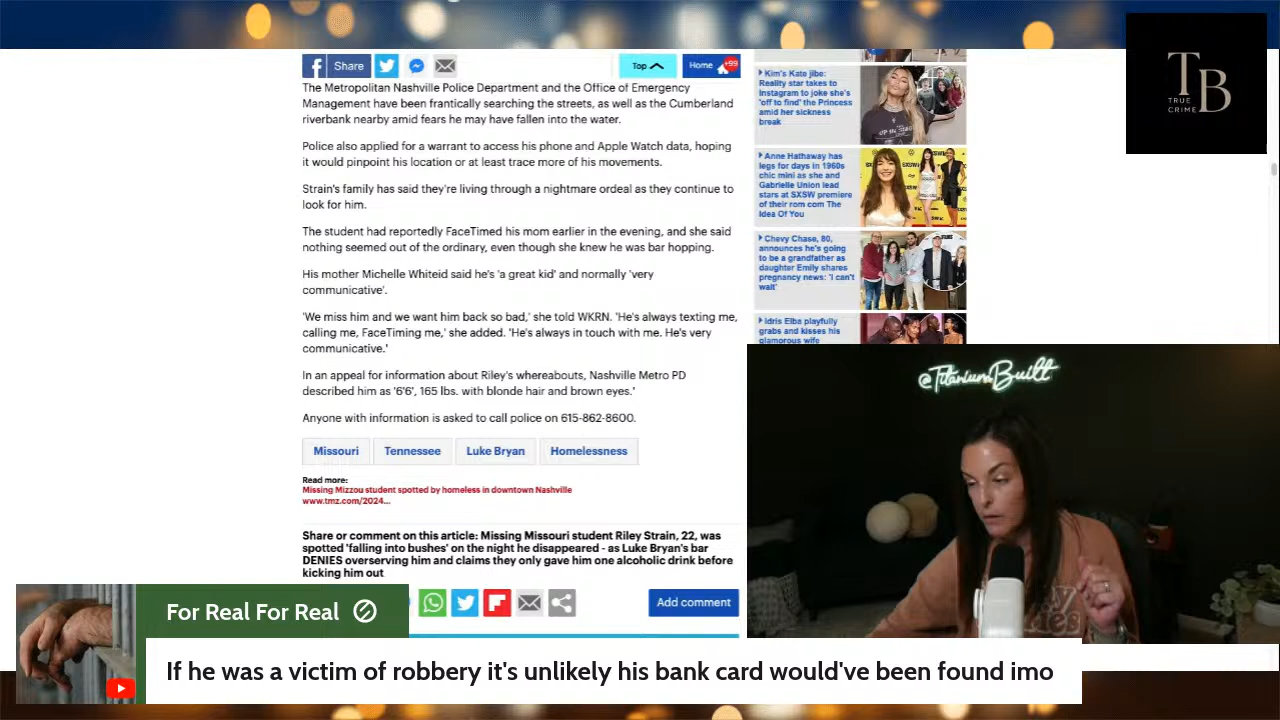 Share
Top
Home
+99
The Metropolitan Nashville Police Department and the Office of Emergency
Management have been frantically searching the streets, as well as the Cumberland
riverbank nearby amid fears he may have fallen into the water.
Police also applied for a warrant to access his phone and Apple Watch data, hoping
it would pinpoint his location or at least trace more of his movements.
Strain's family has said they're living through a nightmare ordeal as they continue to
look for him.
The student had reportedly FaceTimed his mom earlier in the evening, and she said
nothing seemed out of the ordinary, even though she knew he was bar hopping.
His mother Michelle Whiteid said he's 'a great kid' and normally 'very
communicative'.
'We miss him and we want him back so bad,' she told WKRN. 'He's always texting me,
calling me, FaceTiming me,' she added. 'He's always in touch with me. He's very
communicative.'
In an appeal for information about Riley's whereabouts, Nashville Metro PD
described him as '6'6', 165 lbs. with blonde hair and brown eyes.'
Anyone with information is asked to call police on 615-862-8600.
Missouri
Tennessee
Luke Bryan
Homelessness
Read more:
Missing Mizzou student spotted by homeless in downtown Nashville
www.tmz.com/2024...
Share or comment on this article: Missing Missouri student Riley Strain, 22, was
spotted 'falling into bushes' on the night he disappeared - as Luke Bryan's bar
DENIES overserving him and claims they only gave him one alcoholic drink before
kicking him out
Add comment
Kim's Kate jibe:
Reality star takes to
Instagram to joke she's
'off to find' the Princess
amid her sickness
break
Anne Hathaway has
legs for days in 1960s
chic mini as she and
Gabrielle Union lead
stars at SXSW premiere
of their rom com The
Idea Of You
Chevy Chase, 80,
announces he's going
to be a grandfather as
daughter Emily shares
pregnancy news: 'I can't
wait'
Idris Elba playfully
grabs and kisses his
glamorous wife
TB
TRUE
CRIME
@TitaniumBuilt
For Real For Real
If he was a victim of robbery it's unlikely his bank card would've been found imo